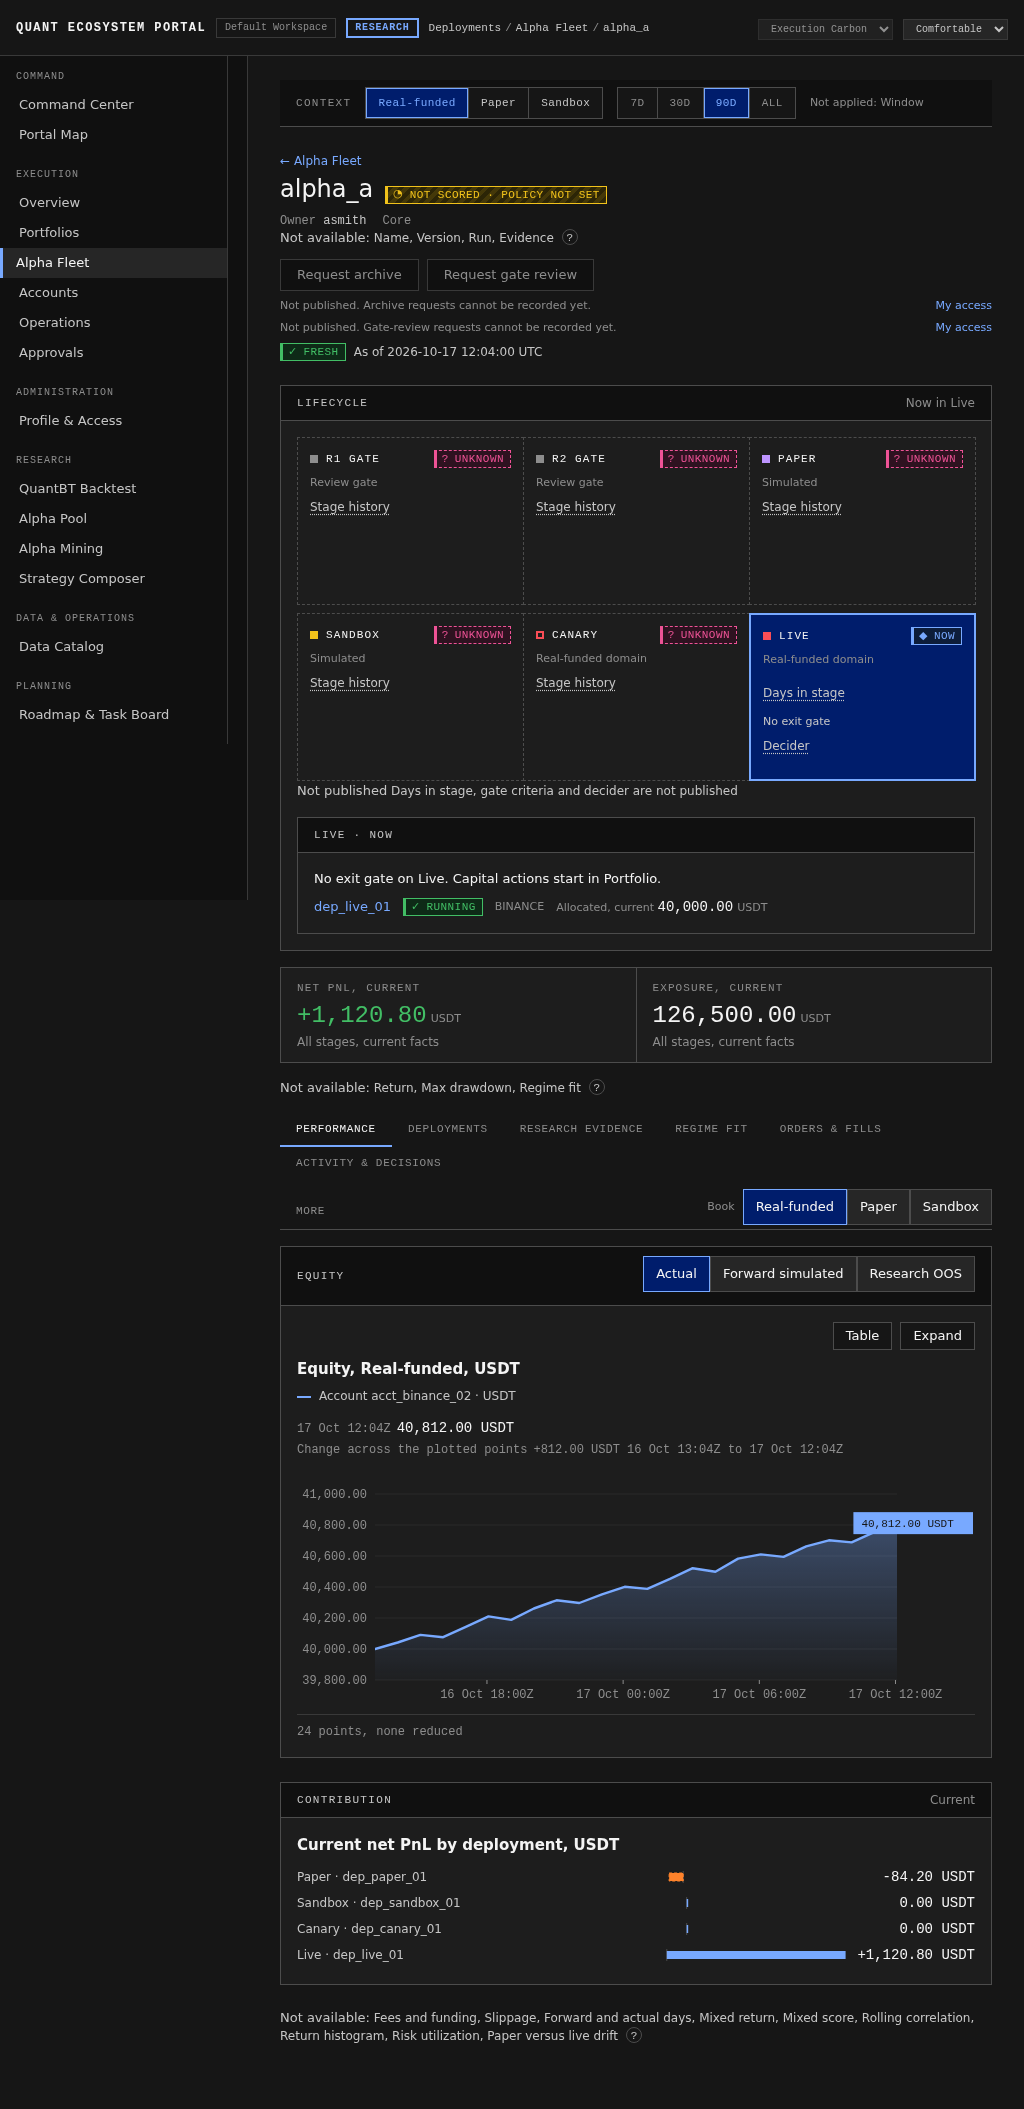 QUANT ECOSYSTEM PORTAL
Default Workspace
RESEARCH
Deployments / Alpha Fleet / alpha_a
Execution Carbon
Comfortable
COMMAND
Command Center
Portal Map
EXECUTION
Overview
Portfolios
Alpha Fleet
Accounts
Operations
Approvals
ADMINISTRATION
Profile & Access
RESEARCH
QuantBT Backtest
Alpha Pool
Alpha Mining
Strategy Composer
DATA & OPERATIONS
Data Catalog
PLANNING
Roadmap & Task Board
CONTEXT
Real-funded
Paper
Sandbox
7D
30D
90D
ALL
Not applied: Window
← Alpha Fleet
alpha_a
◔ NOT SCORED · POLICY NOT SET
Owner asmith Core
Not available: Name, Version, Run, Evidence ?
Request archive
Request gate review
Not published. Archive requests cannot be recorded yet.
My access
Not published. Gate-review requests cannot be recorded yet.
My access
✓ FRESH
As of 2026-10-17 12:04:00 UTC
LIFECYCLE
Now in Live
R1 GATE
? UNKNOWN
Review gate
Stage history
R2 GATE
? UNKNOWN
Review gate
Stage history
PAPER
? UNKNOWN
Simulated
Stage history
SANDBOX
? UNKNOWN
Simulated
Stage history
CANARY
? UNKNOWN
Real-funded domain
Stage history
LIVE
◆ NOW
Real-funded domain
Days in stage
No exit gate
Decider
Not published Days in stage, gate criteria and decider are not published
LIVE · NOW
No exit gate on Live. Capital actions start in Portfolio.
dep_live_01
✓ RUNNING
BINANCE
Allocated, current 40,000.00 USDT
NET PNL, CURRENT
+1,120.80 USDT
All stages, current facts
EXPOSURE, CURRENT
126,500.00 USDT
All stages, current facts
Not available: Return, Max drawdown, Regime fit ?
PERFORMANCE
DEPLOYMENTS
RESEARCH EVIDENCE
REGIME FIT
ORDERS & FILLS
ACTIVITY & DECISIONS
MORE
Book
Real-funded
Paper
Sandbox
EQUITY
Actual
Forward simulated
Research OOS
Table
Expand
Equity, Real-funded, USDT
Account acct_binance_02 · USDT
17 Oct 12:04Z 40,812.00 USDT
Change across the plotted points +812.00 USDT 16 Oct 13:04Z to 17 Oct 12:04Z
41,000.00
40,800.00
40,600.00
40,400.00
40,200.00
40,000.00
39,800.00
40,812.00 USDT
16 Oct 18:00Z
17 Oct 00:00Z
17 Oct 06:00Z
17 Oct 12:00Z
24 points, none reduced
CONTRIBUTION
Current
Current net PnL by deployment, USDT
Paper · dep_paper_01
-84.20 USDT
Sandbox · dep_sandbox_01
0.00 USDT
Canary · dep_canary_01
0.00 USDT
Live · dep_live_01
+1,120.80 USDT
Not available: Fees and funding, Slippage, Forward and actual days, Mixed return, Mixed score, Rolling correlation,
Return histogram, Risk utilization, Paper versus live drift ?